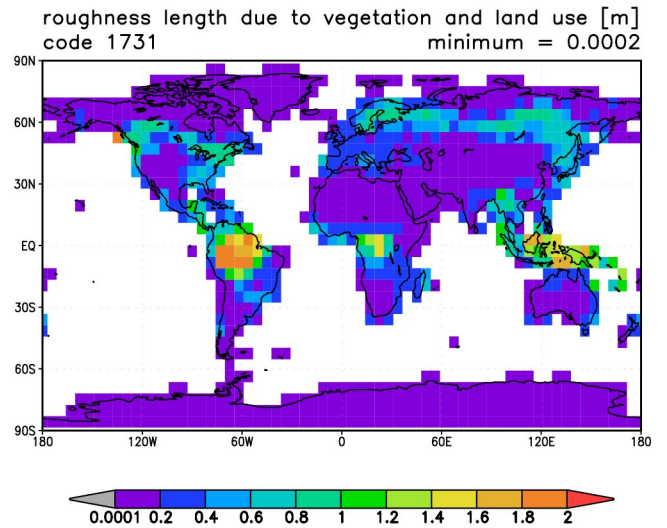 roughness length due to vegetation and land use [m]
code 1731 minimum = 0.0002
90N
60N
30N
EQ
30S
60S
90S
180 120W 60W 0 60E 120E 180
0.0001 0.2 0.4 0.6 0.8 1 1.2 1.4 1.6 1.8 2